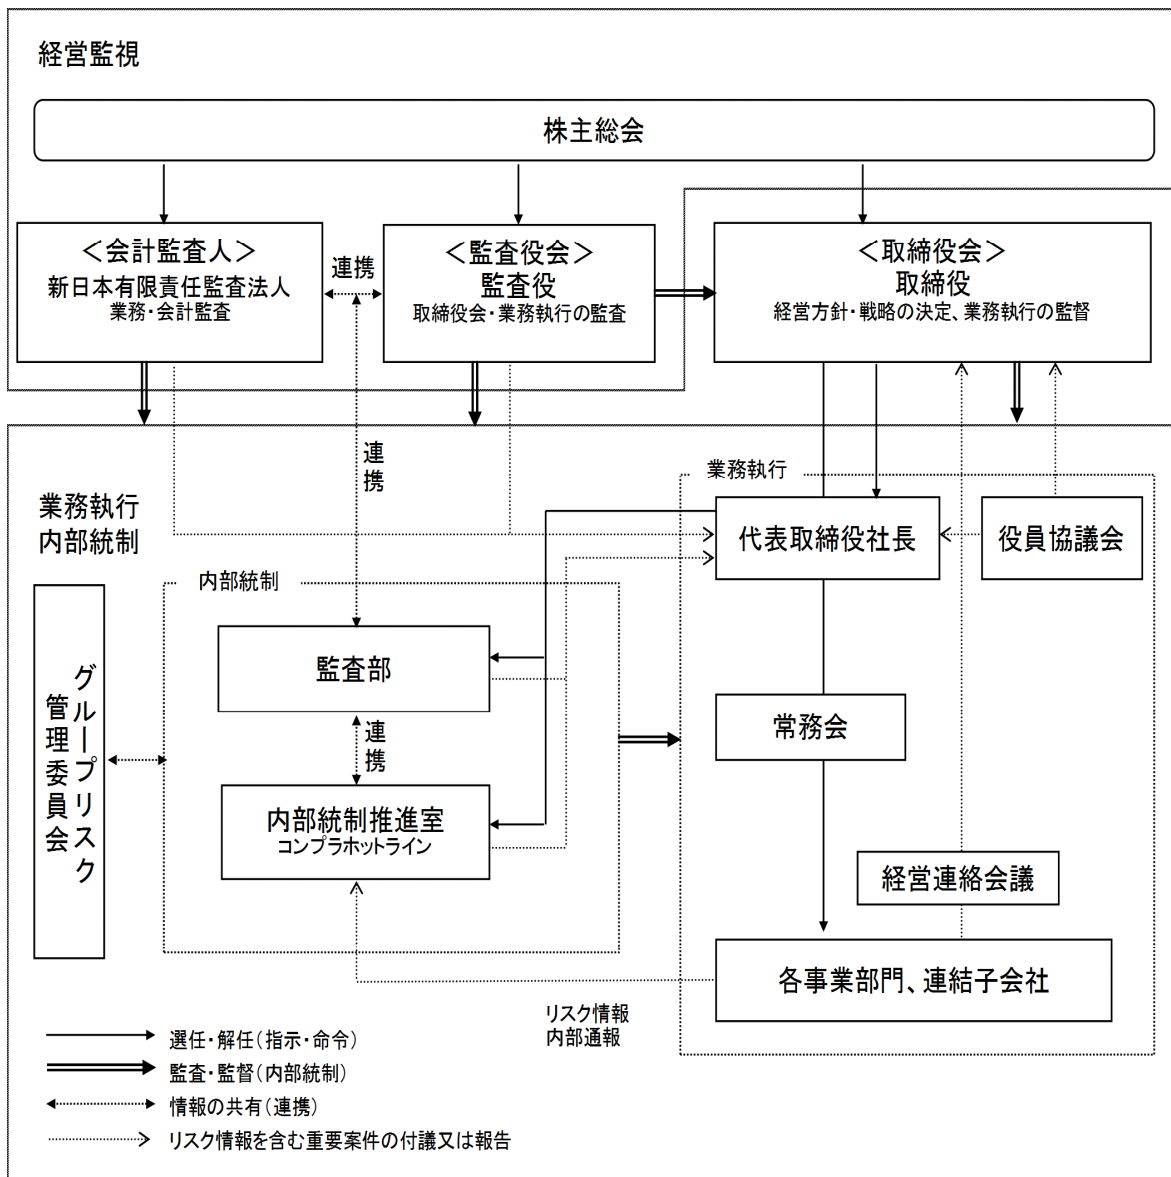 経営監視
株主総会
＜会計監査人＞
新日本有限責任監査法人
業務・会計監査
連携
＜監査役会＞
監査役
取締役会・業務執行の監査
＜取締役会＞
取締役
経営方針・戦略の決定、業務執行の監督
連携
業務執行
内部統制
業務執行
代表取締役社長
役員協議会
内部統制
監査部
連携
内部統制推進室
コンプラホットライン
グループリスク
管理委員会
常務会
経営連絡会議
各事業部門、連結子会社
リスク情報
内部通報
選任・解任（指示・命令）
監査・監督（内部統制）
情報の共有（連携）
リスク情報を含む重要案件の付議又は報告